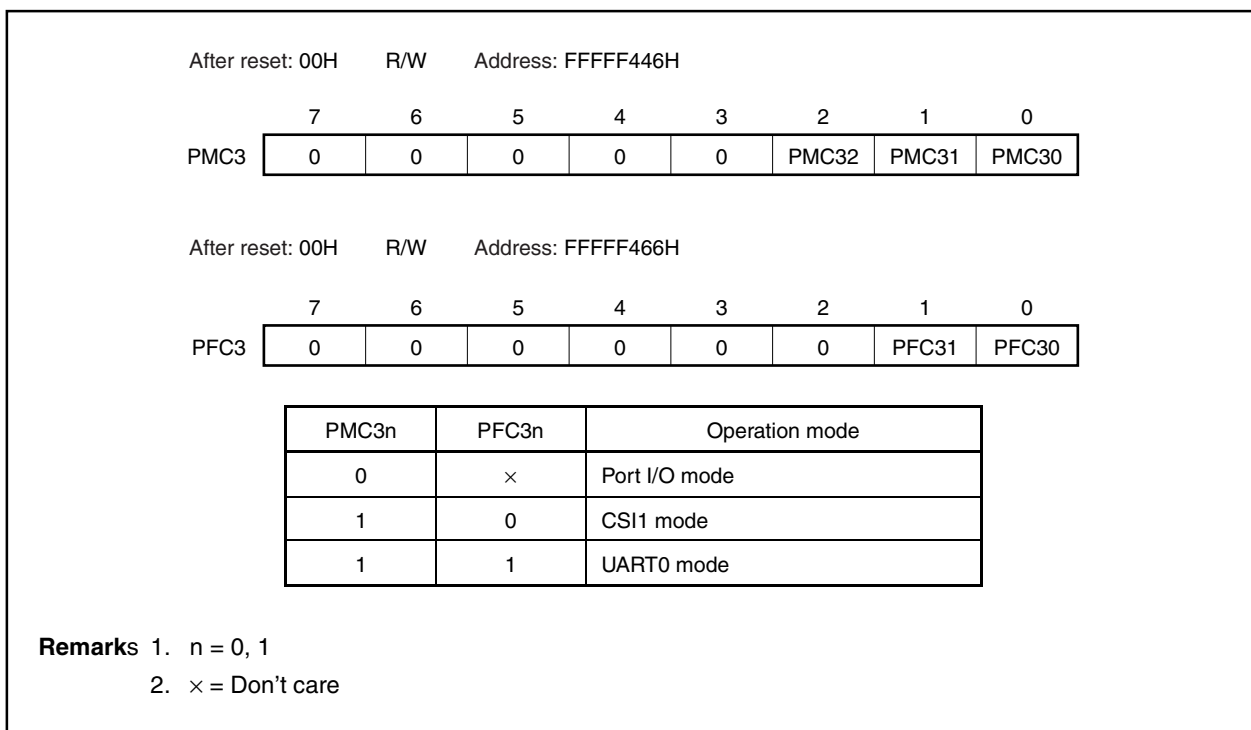 After reset: 00H R/W Address: FFFFF446H
7 6 5 4 3 2 1 0
PMC3 0 0 0 0 0 PMC32 PMC31 PMC30
After reset: 00H R/W Address: FFFFF466H
7 6 5 4 3 2 1 0
PFC3 0 0 0 0 0 0 PFC31 PFC30
PMC3n PFC3n Operation mode
0 × Port I/O mode
1 0 CSI1 mode
1 1 UART0 mode
Remarks 1. n = 0, 1
2. × = Don't care